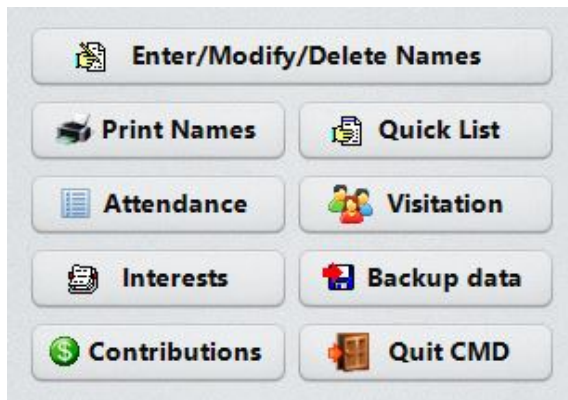 Enter/Modify/Delete Names
Print Names
Quick List
Attendance
Visitation
Interests
Backup data
Contributions
Quit CMD